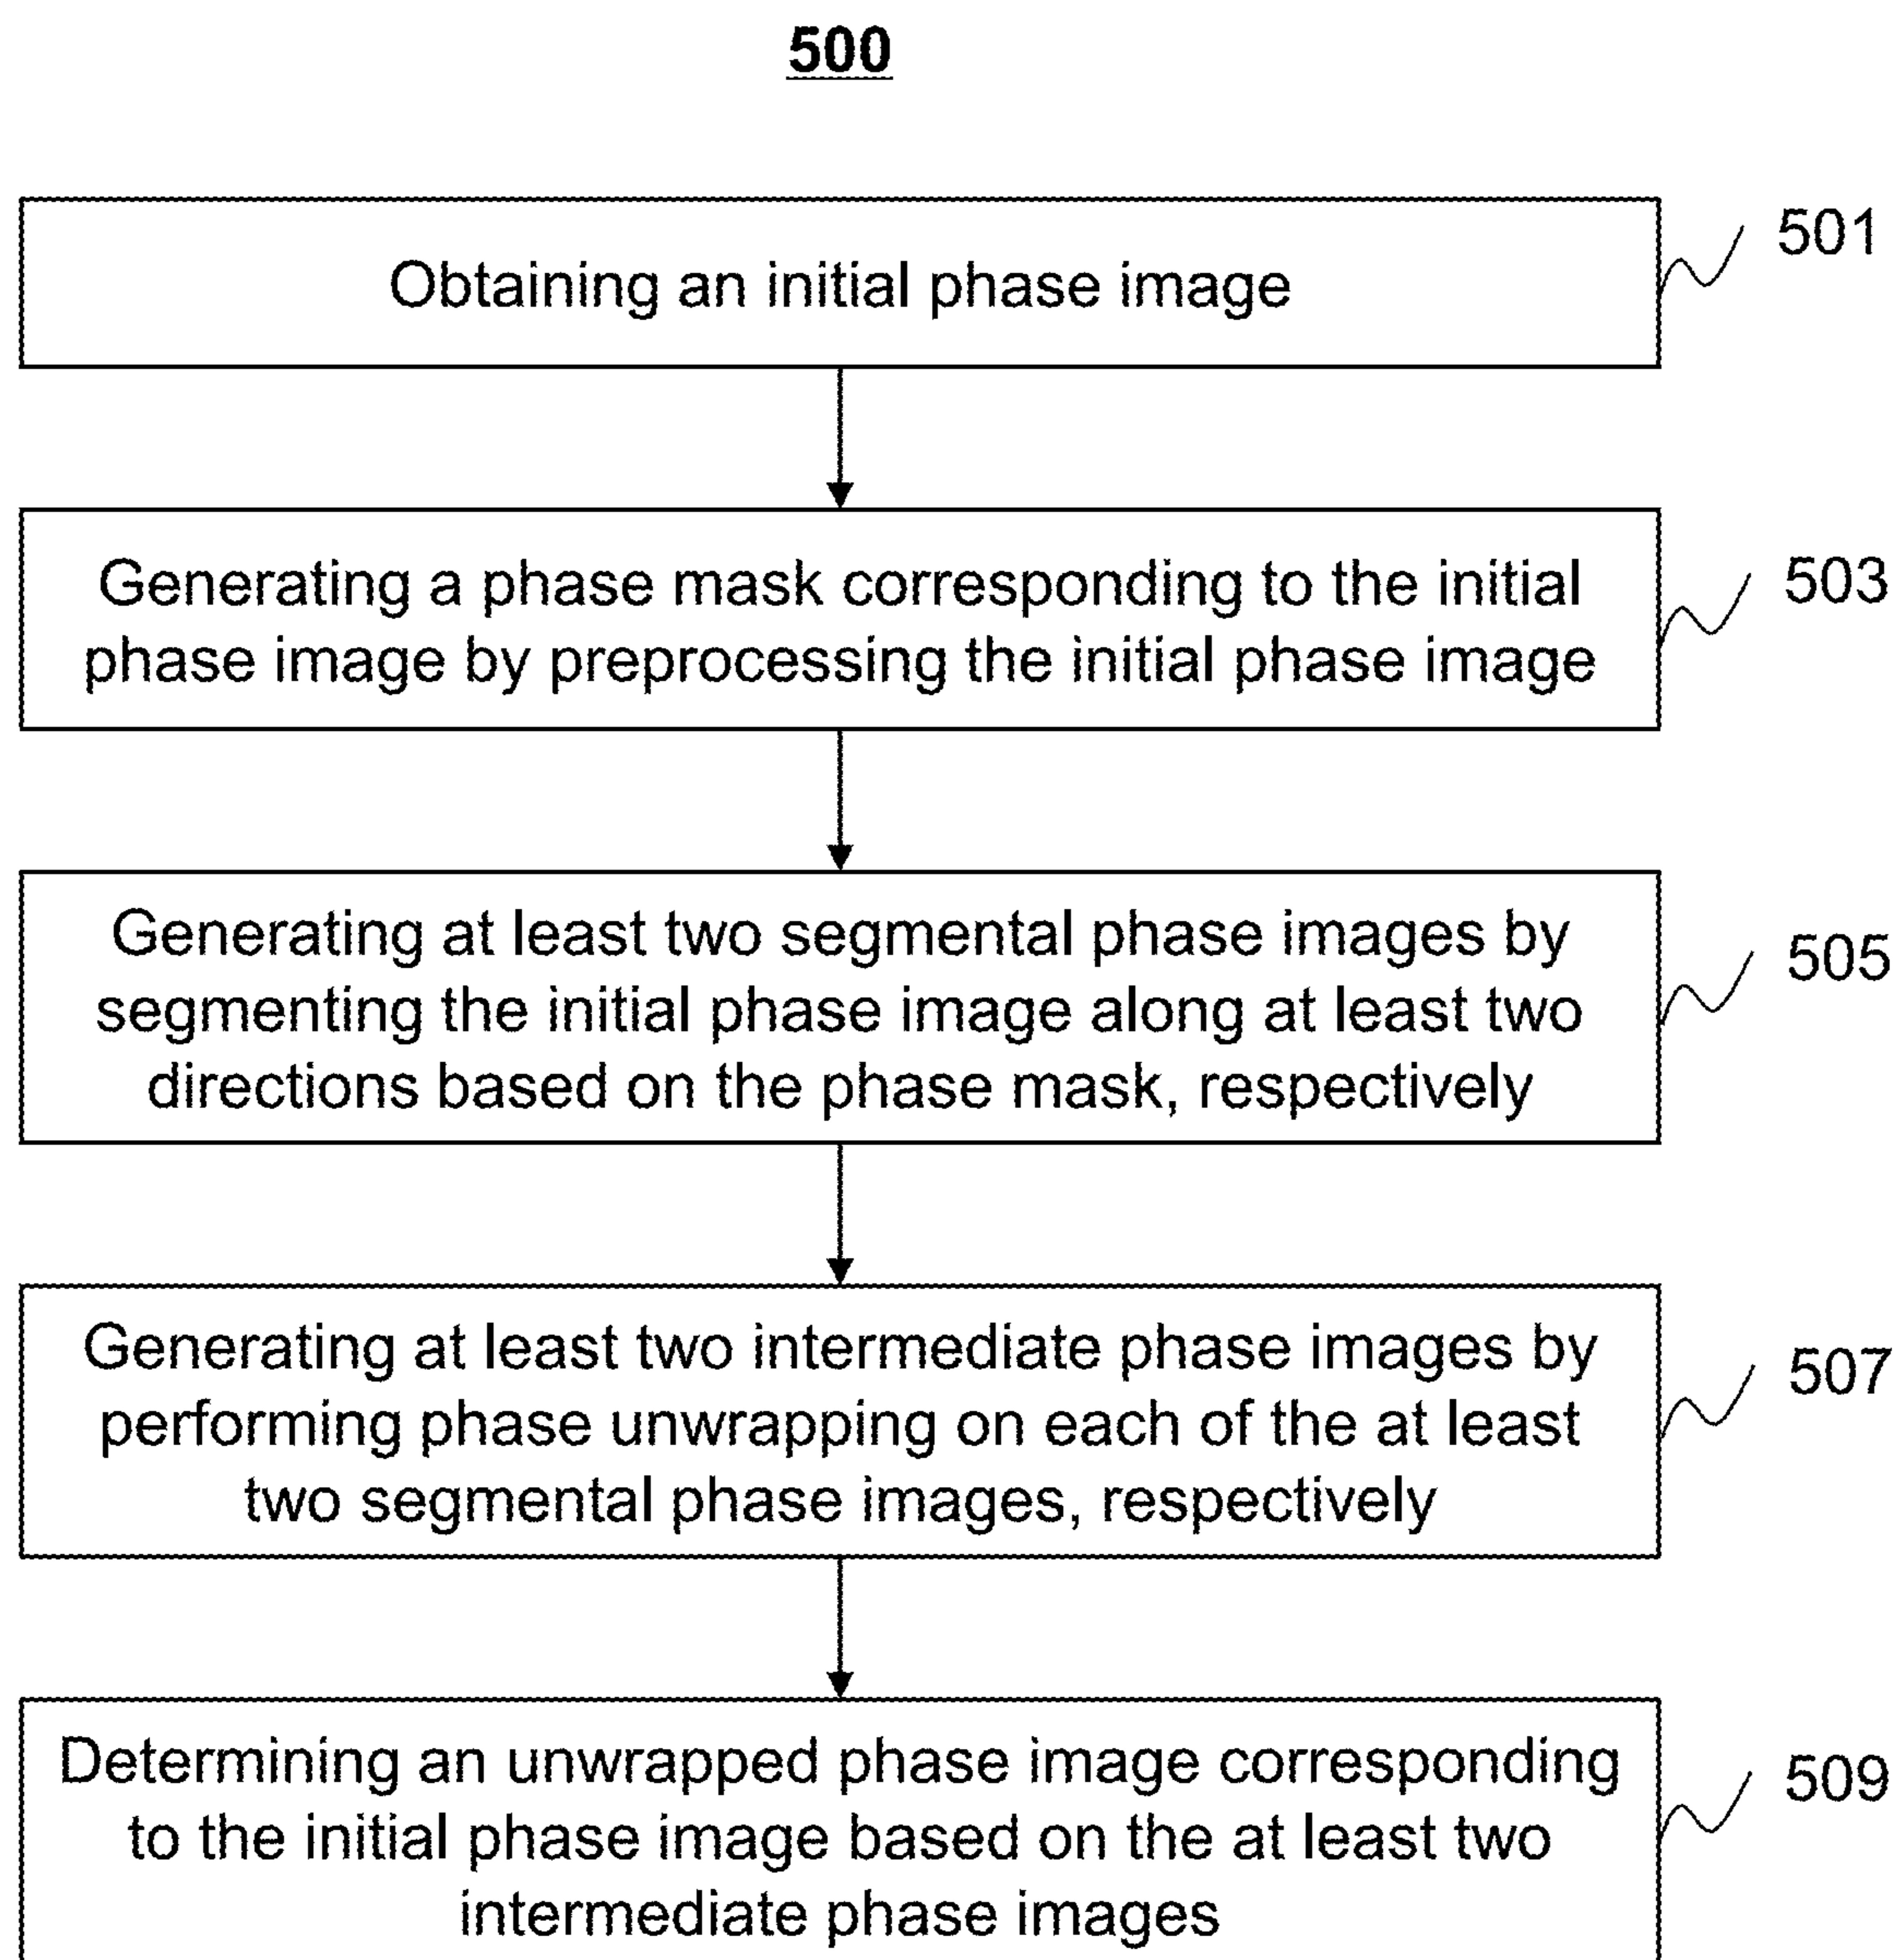 500
Obtaining an initial phase image
501
Generating a phase mask corresponding to the initial
phase image by preprocessing the initial phase image
503
Generating at least two segmental phase images by
segmenting the initial phase image along at least two
directions based on the phase mask, respectively
505
Generating at least two intermediate phase images by
performing phase unwrapping on each of the at least
two segmental phase images, respectively
507
Determining an unwrapped phase image corresponding
to the initial phase image based on the at least two
intermediate phase images
509